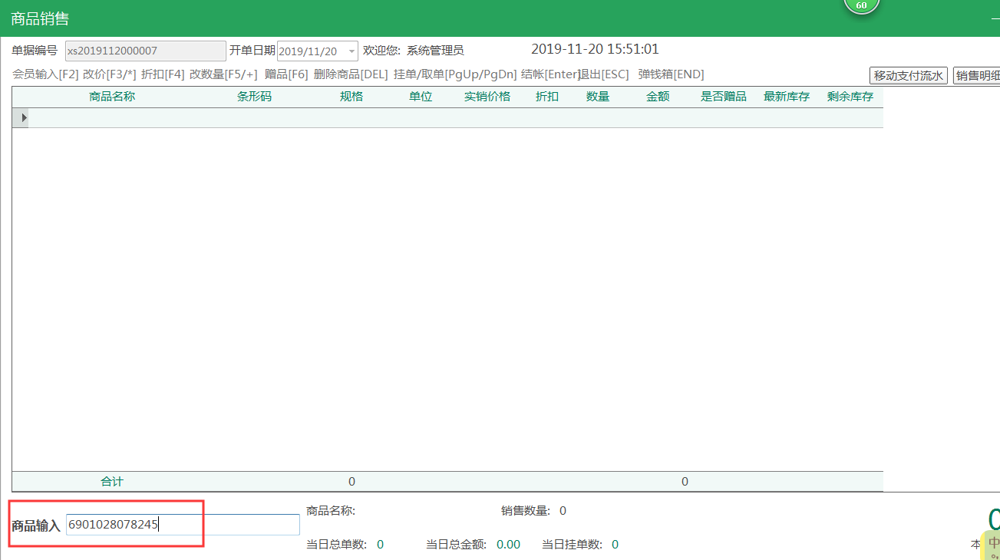 商品销售
60
单据编号 xs2019112000007 开单日期 2019/11/20 欢迎您: 系统管理员 2019-11-20 15:51:01
会员输入[F2] 改价[F3/*] 折扣[F4] 改数量[F5/+] 赠品[F6] 删除商品[DEL] 挂单/取单[PgUp/PgDn] 结帐[Enter] 退出[ESC] 弹钱箱[END] 移动支付流水 销售明细
商品名称 条形码 规格 单位 实销价格 折扣 数量 金额 是否赠品 最新库存 剩余库存
合计 0 0
商品名称: 销售数量: 0
商品输入 6901028078245
当日总单数: 0 当日总金额: 0.00 当日挂单数: 0 本
中